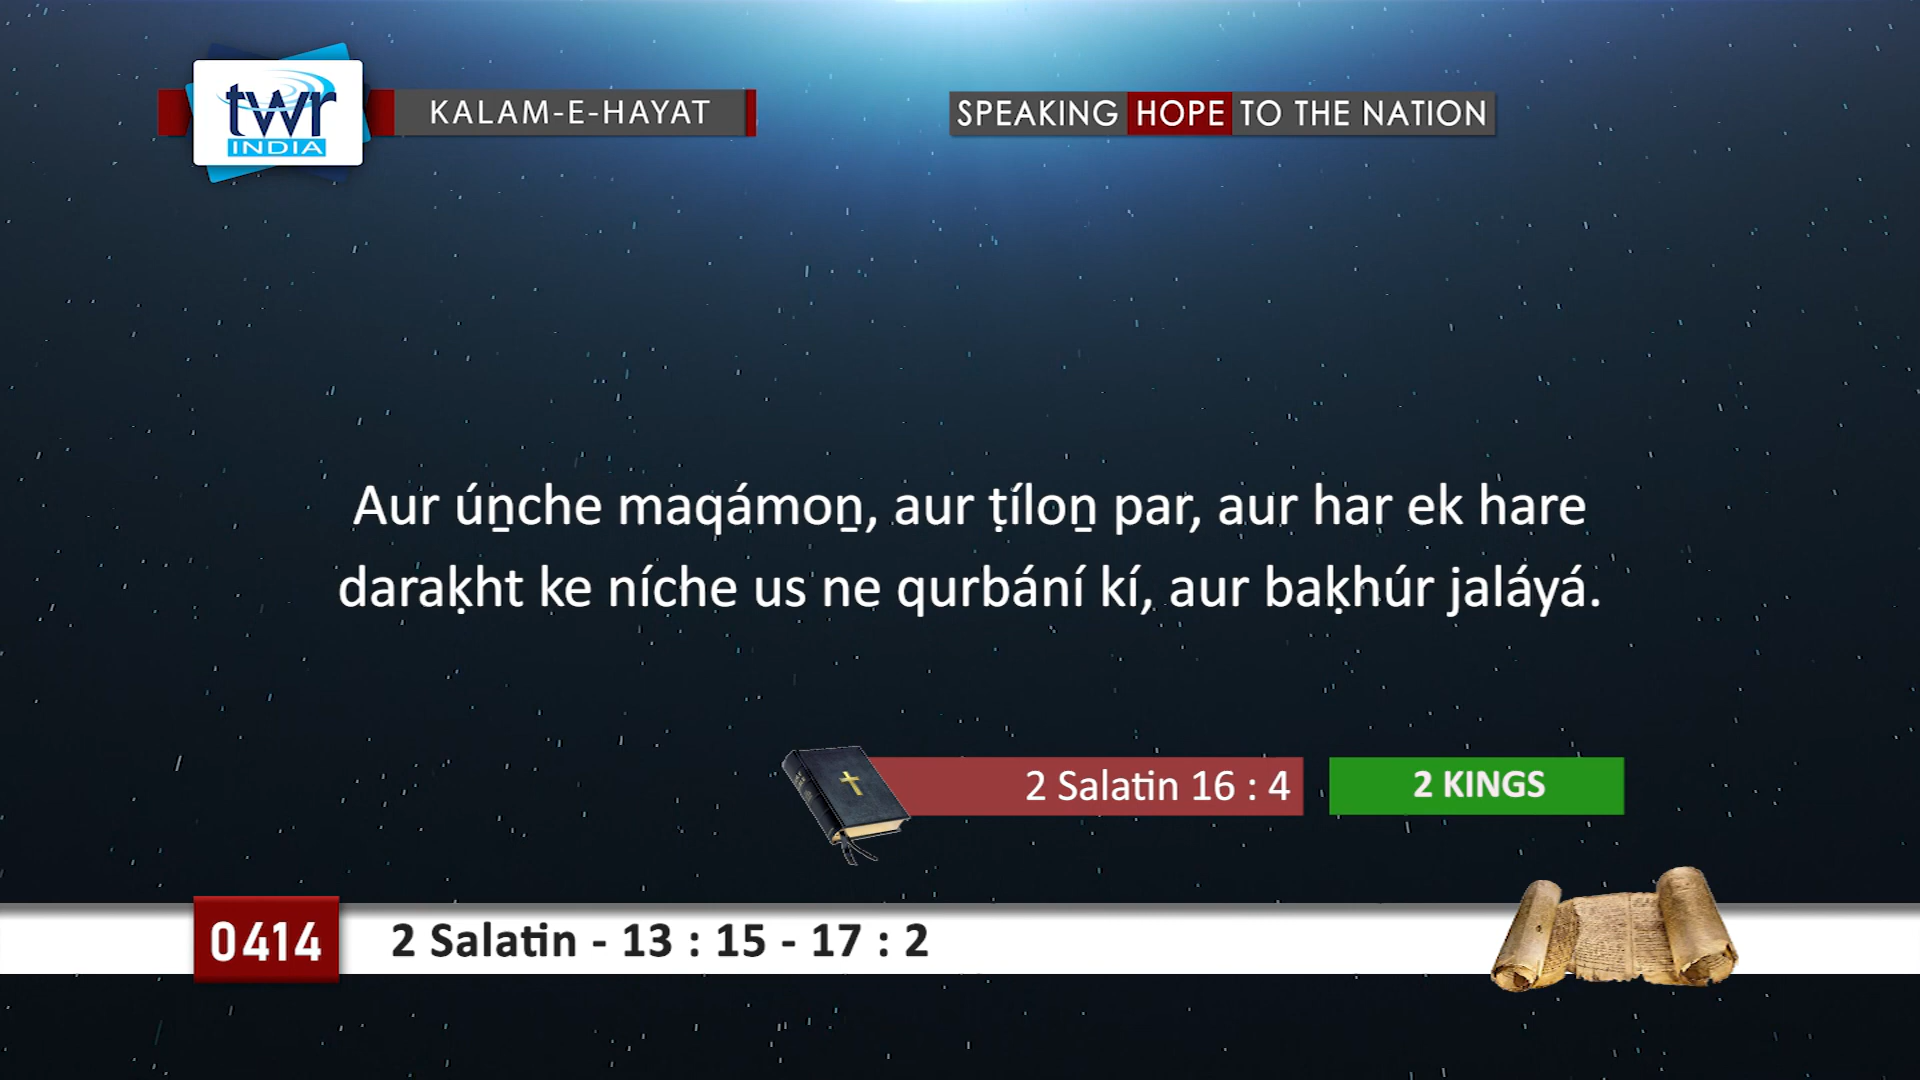 twr
INDIA
KALAM-E-HAYAT
SPEAKING HOPE TO THE NATION
Aur úṉche maqámoṉ, aur ṭíloṉ par, aur har ek hare
daraḳht ke níche us ne qurbání kí, aur baḳhúr jaláyá.
2 Salatin 16 : 4
2 KINGS
0414
2 Salatin - 13 : 15 - 17 : 2